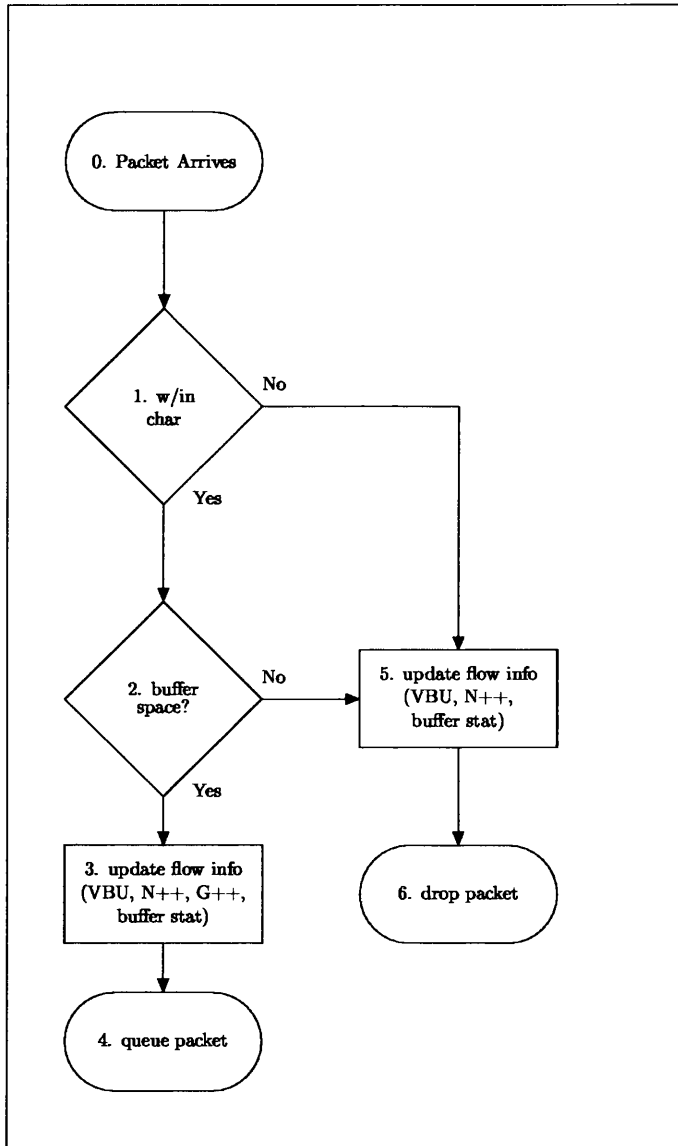 0. Packet Arrives
1. w/in
char
No
Yes
2. buffer
space?
No
Yes
5. update flow info
(VBU, N++,
buffer stat)
3. update flow info
(VBU, N++, G++,
buffer stat)
6. drop packet
4. queue packet